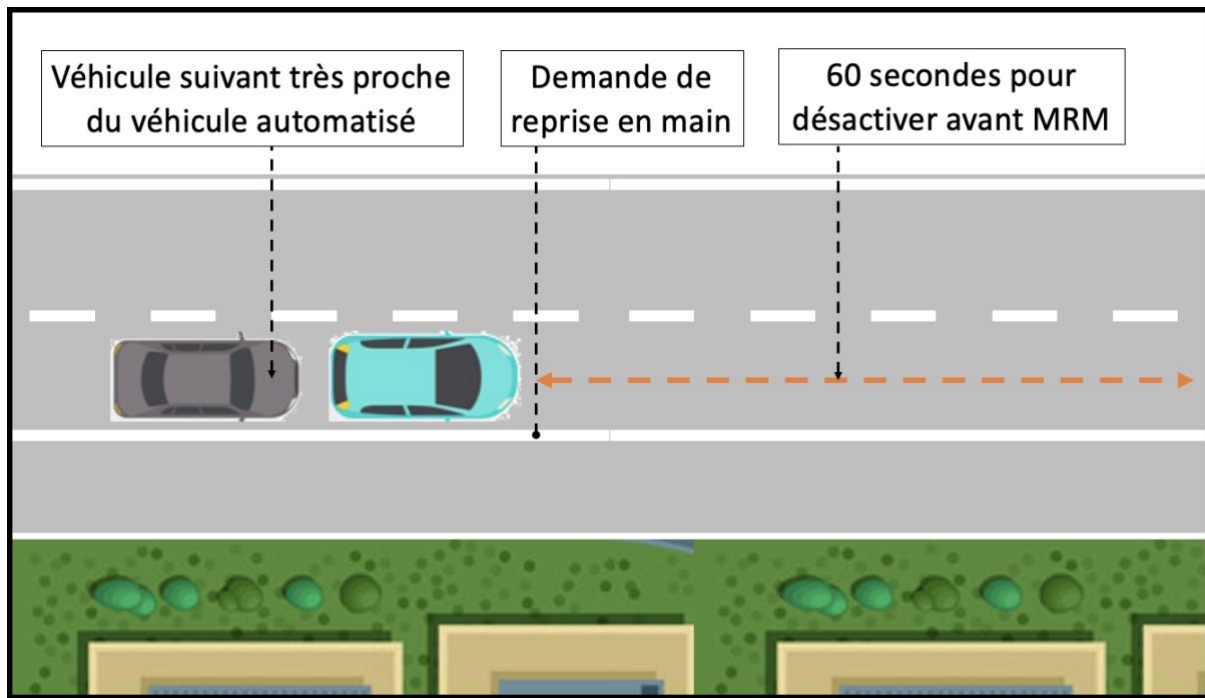 Véhicule suivant très proche
du véhicule automatisé
Demande de
reprise en main
60 secondes pour
désactiver avant MRM